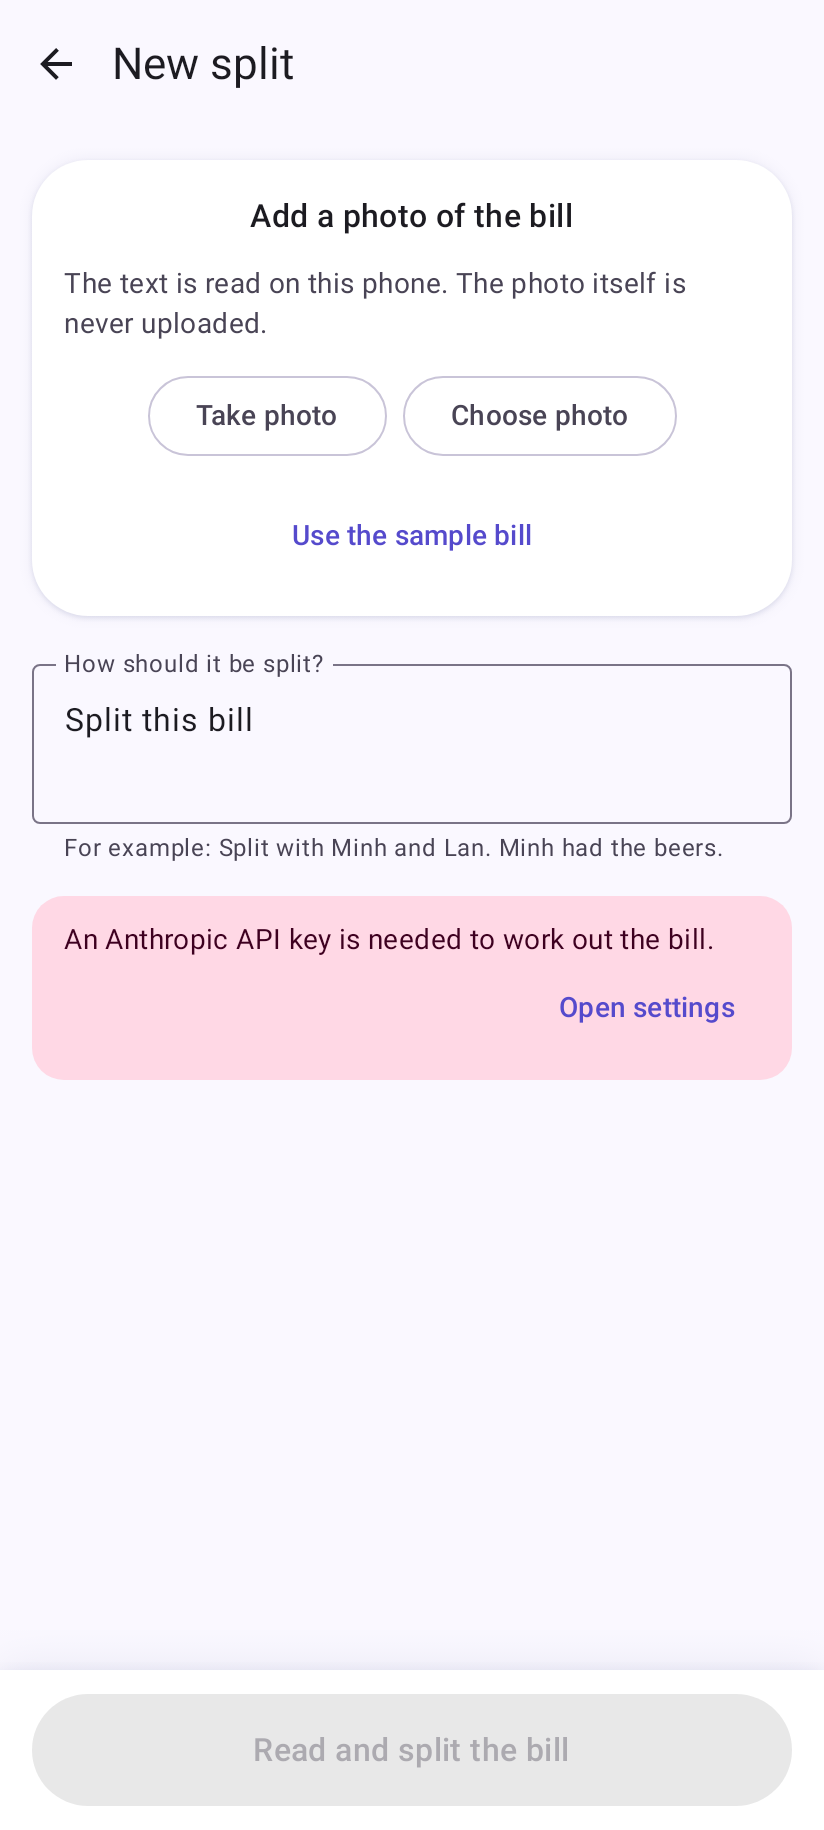 New split
Add a photo of the bill
The text is read on this phone. The photo itself is
never uploaded.
Take photo
Choose photo
Use the sample bill
How should it be split?
Split this bill
For example: Split with Minh and Lan. Minh had the beers.
An Anthropic API key is needed to work out the bill.
Open settings
Read and split the bill